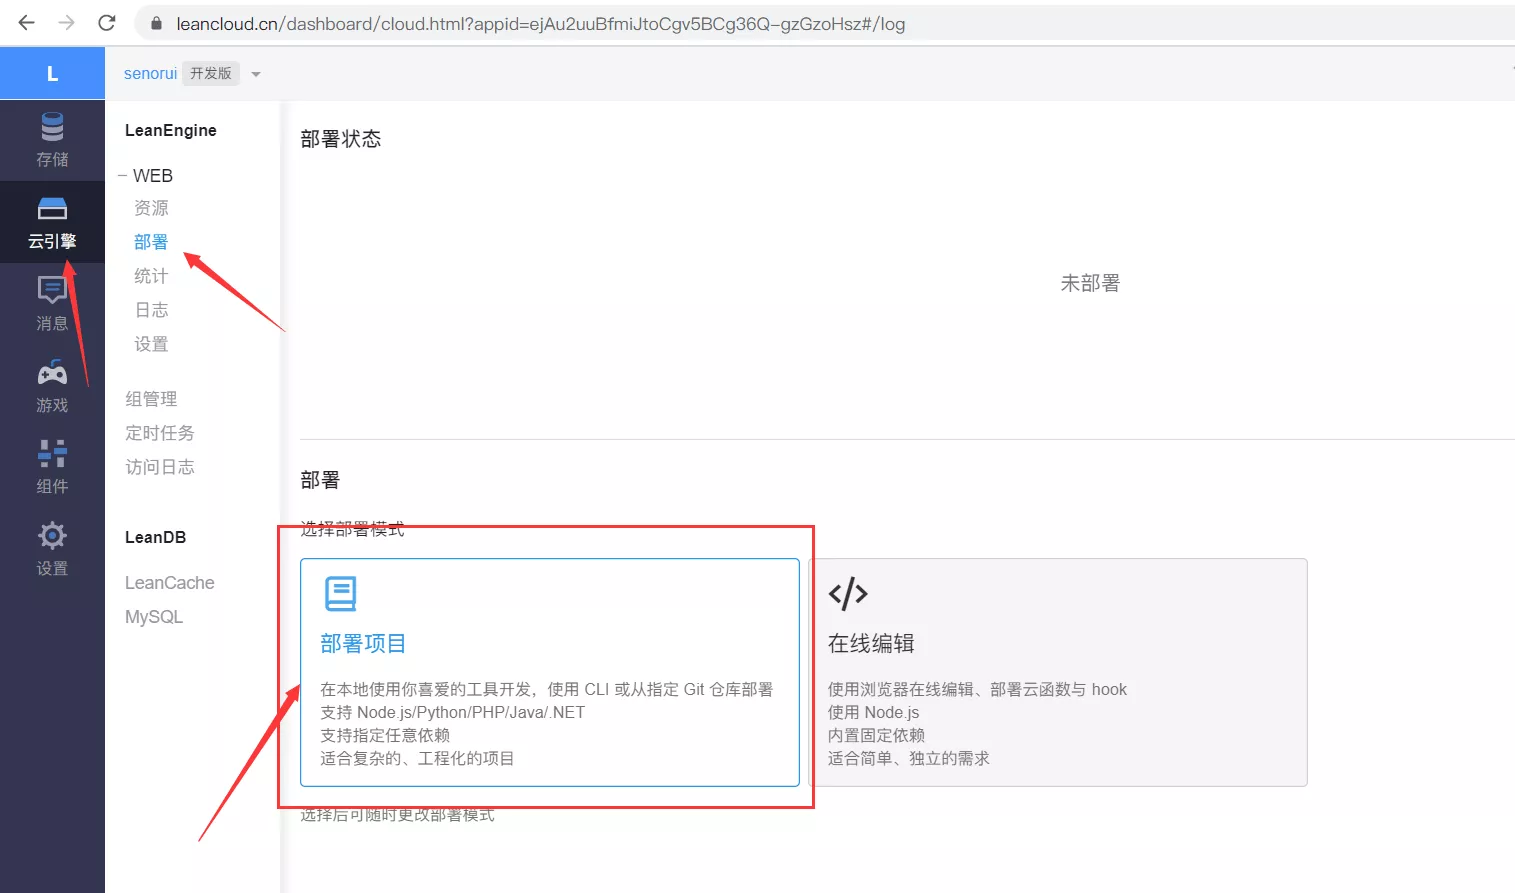 leancloud.cn/dashboard/cloud.html?appid=ejAu2uuBfmiJtoCgv5BCg36Q-gzGzoHsz#/log
L
senorui 开发版
存储
云引擎
消息
游戏
组件
设置
LeanEngine
WEB
资源
部署
统计
日志
设置
组管理
定时任务
访问日志
LeanDB
LeanCache
MySQL
部署状态
未部署
部署
选择部署模式
部署项目
在本地使用你喜爱的工具开发，使用 CLI 或从指定 Git 仓库部署
支持 Node.js/Python/PHP/Java/.NET
支持指定任意依赖
适合复杂的、工程化的项目
</>
在线编辑
使用浏览器在线编辑、部署云函数与 hook
使用 Node.js
内置固定依赖
适合简单、独立的需求
选择后可随时更改部署模式